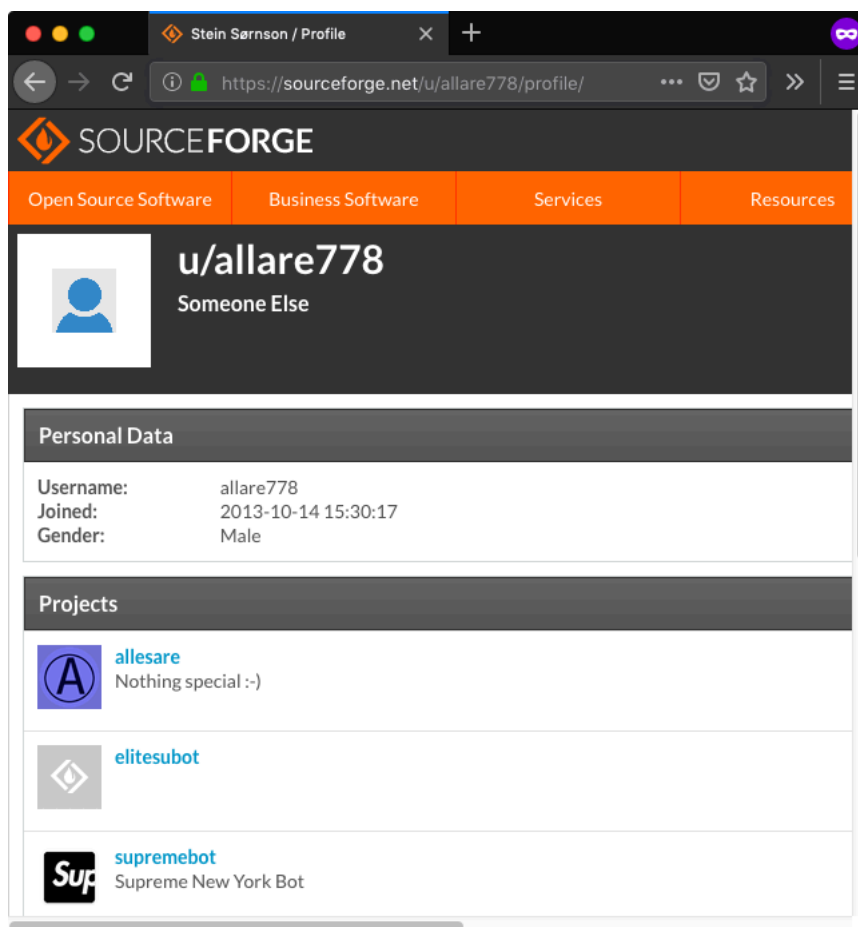 Stein Sørnson / Profile
https://sourceforge.net/u/allare778/profile/
SOURCEFORGE
Open Source Software Business Software Services Resources
u/allare778
Someone Else
Personal Data
Username: allare778
Joined: 2013-10-14 15:30:17
Gender: Male
Projects
A
allesare
Nothing special :-)
elitesubot
Sup
supremebot
Supreme New York Bot